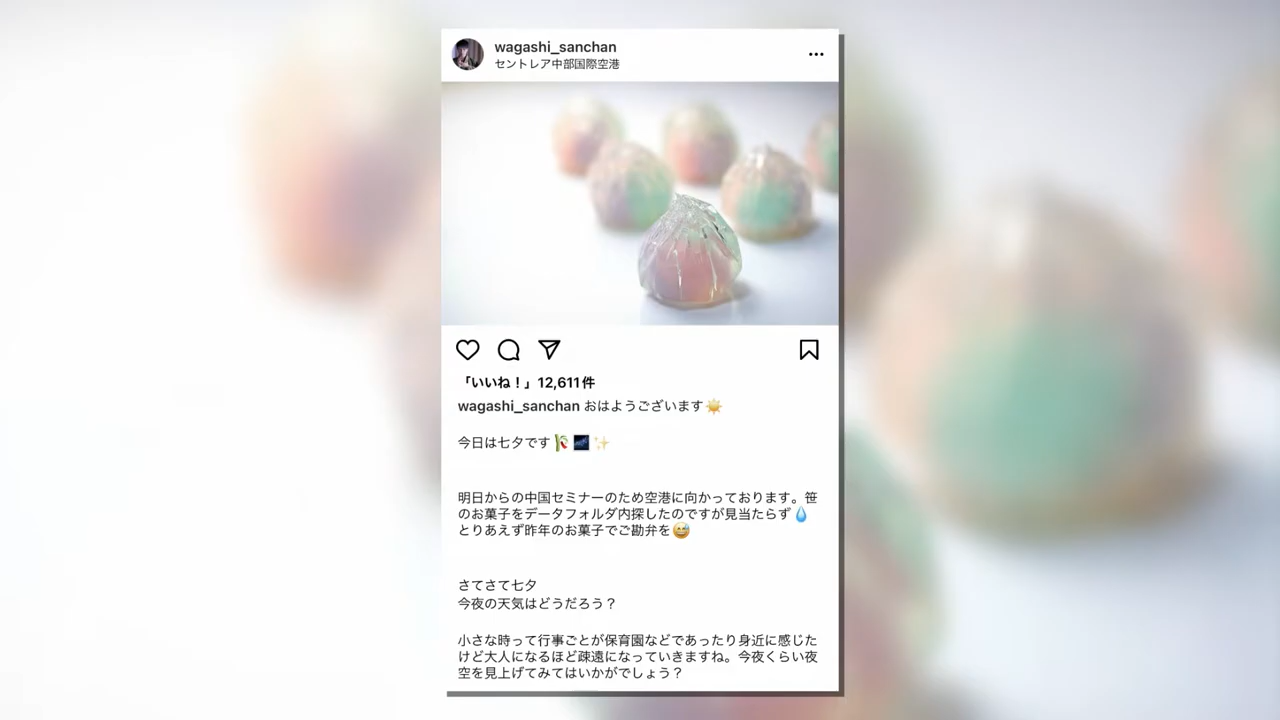 wagashi_sanchan
セントレア中部国際空港
「いいね！」12,611件
wagashi_sanchan おはようございます☀️
今日は七夕です🎋🌌✨
明日からの中国セミナーのため空港に向かっております。笹
のお菓子をデータフォルダ内探したのですが見当たらず💧
とりあえず昨年のお菓子でご勘弁を😅
さてさて七夕
今夜の天気はどうだろう？
小さな時って行事ごとが保育園などであったり身近に感じた
けど大人になるほど疎遠になっていきますね。今夜くらい夜
空を見上げてみてはいかがでしょう？